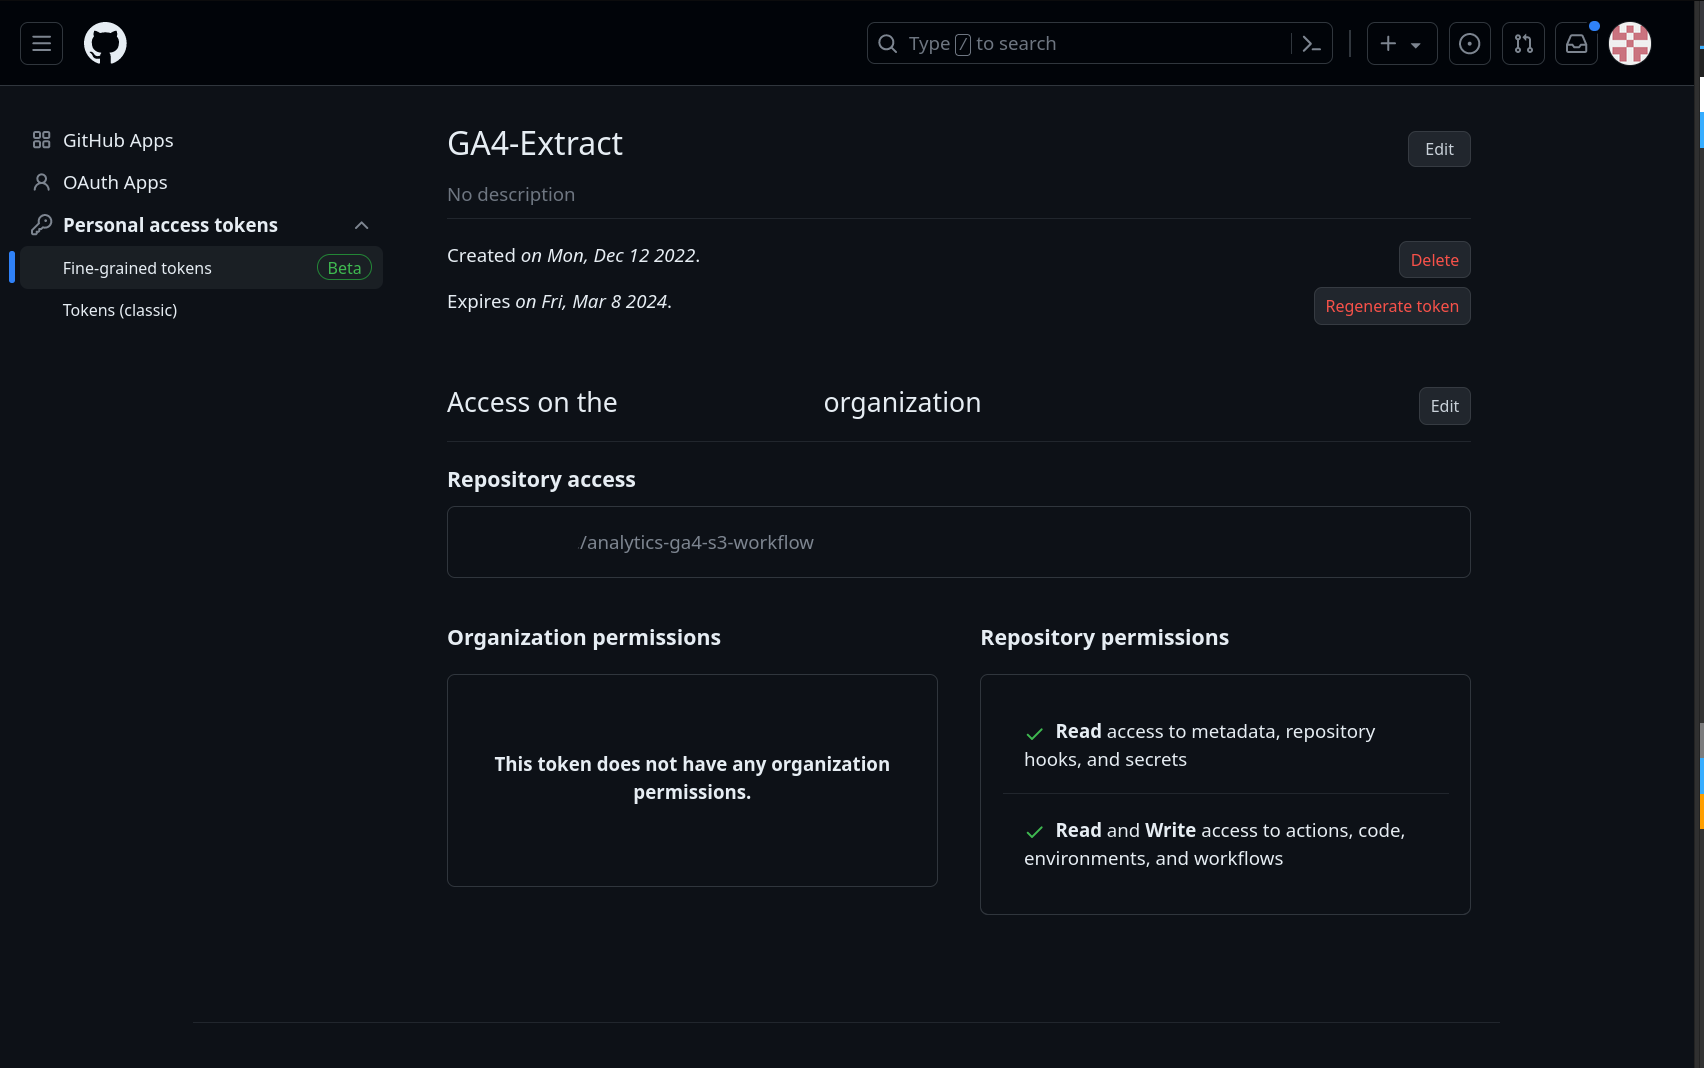 Type / to search
GitHub Apps
OAuth Apps
Personal access tokens
Fine-grained tokens Beta
Tokens (classic)
GA4-Extract
Edit
No description
Created on Mon, Dec 12 2022.
Delete
Expires on Fri, Mar 8 2024.
Regenerate token
Access on the organization
Edit
Repository access
/analytics-ga4-s3-workflow
Organization permissions
This token does not have any organization
permissions.
Repository permissions
Read access to metadata, repository
hooks, and secrets
Read and Write access to actions, code,
environments, and workflows